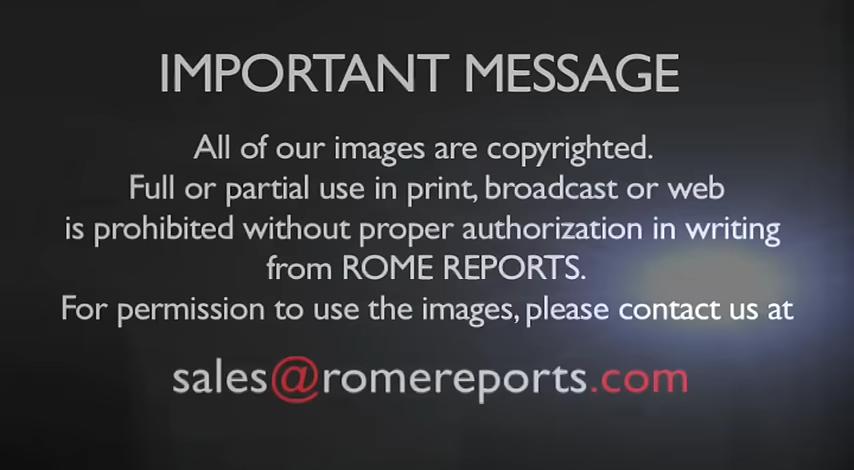 IMPORTANT MESSAGE
All of our images are copyrighted.
Full or partial use in print, broadcast or web
is prohibited without proper authorization in writing
from ROME REPORTS.
For permission to use the images, please contact us at
sales@romereports.com